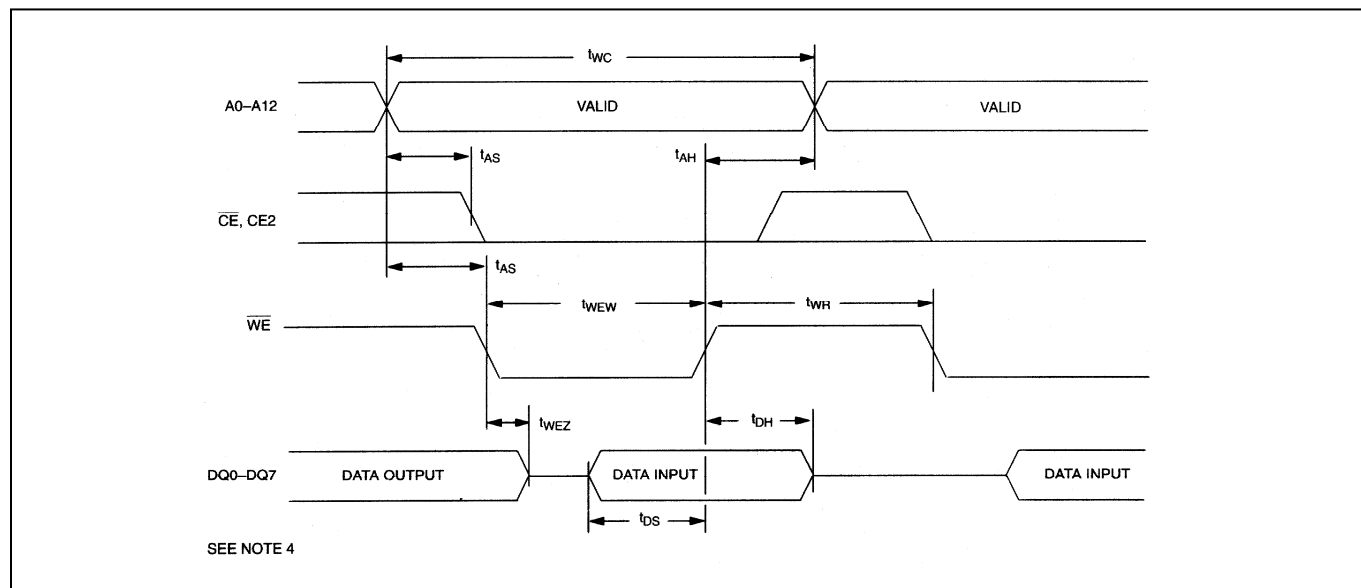 tWC
A0–A12
VALID
VALID
tAS
tAH
CE, CE2
tAS
tWEW
tWR
WE
tWEZ
tDH
DQ0–DQ7
DATA OUTPUT
DATA INPUT
DATA INPUT
tDS
SEE NOTE 4